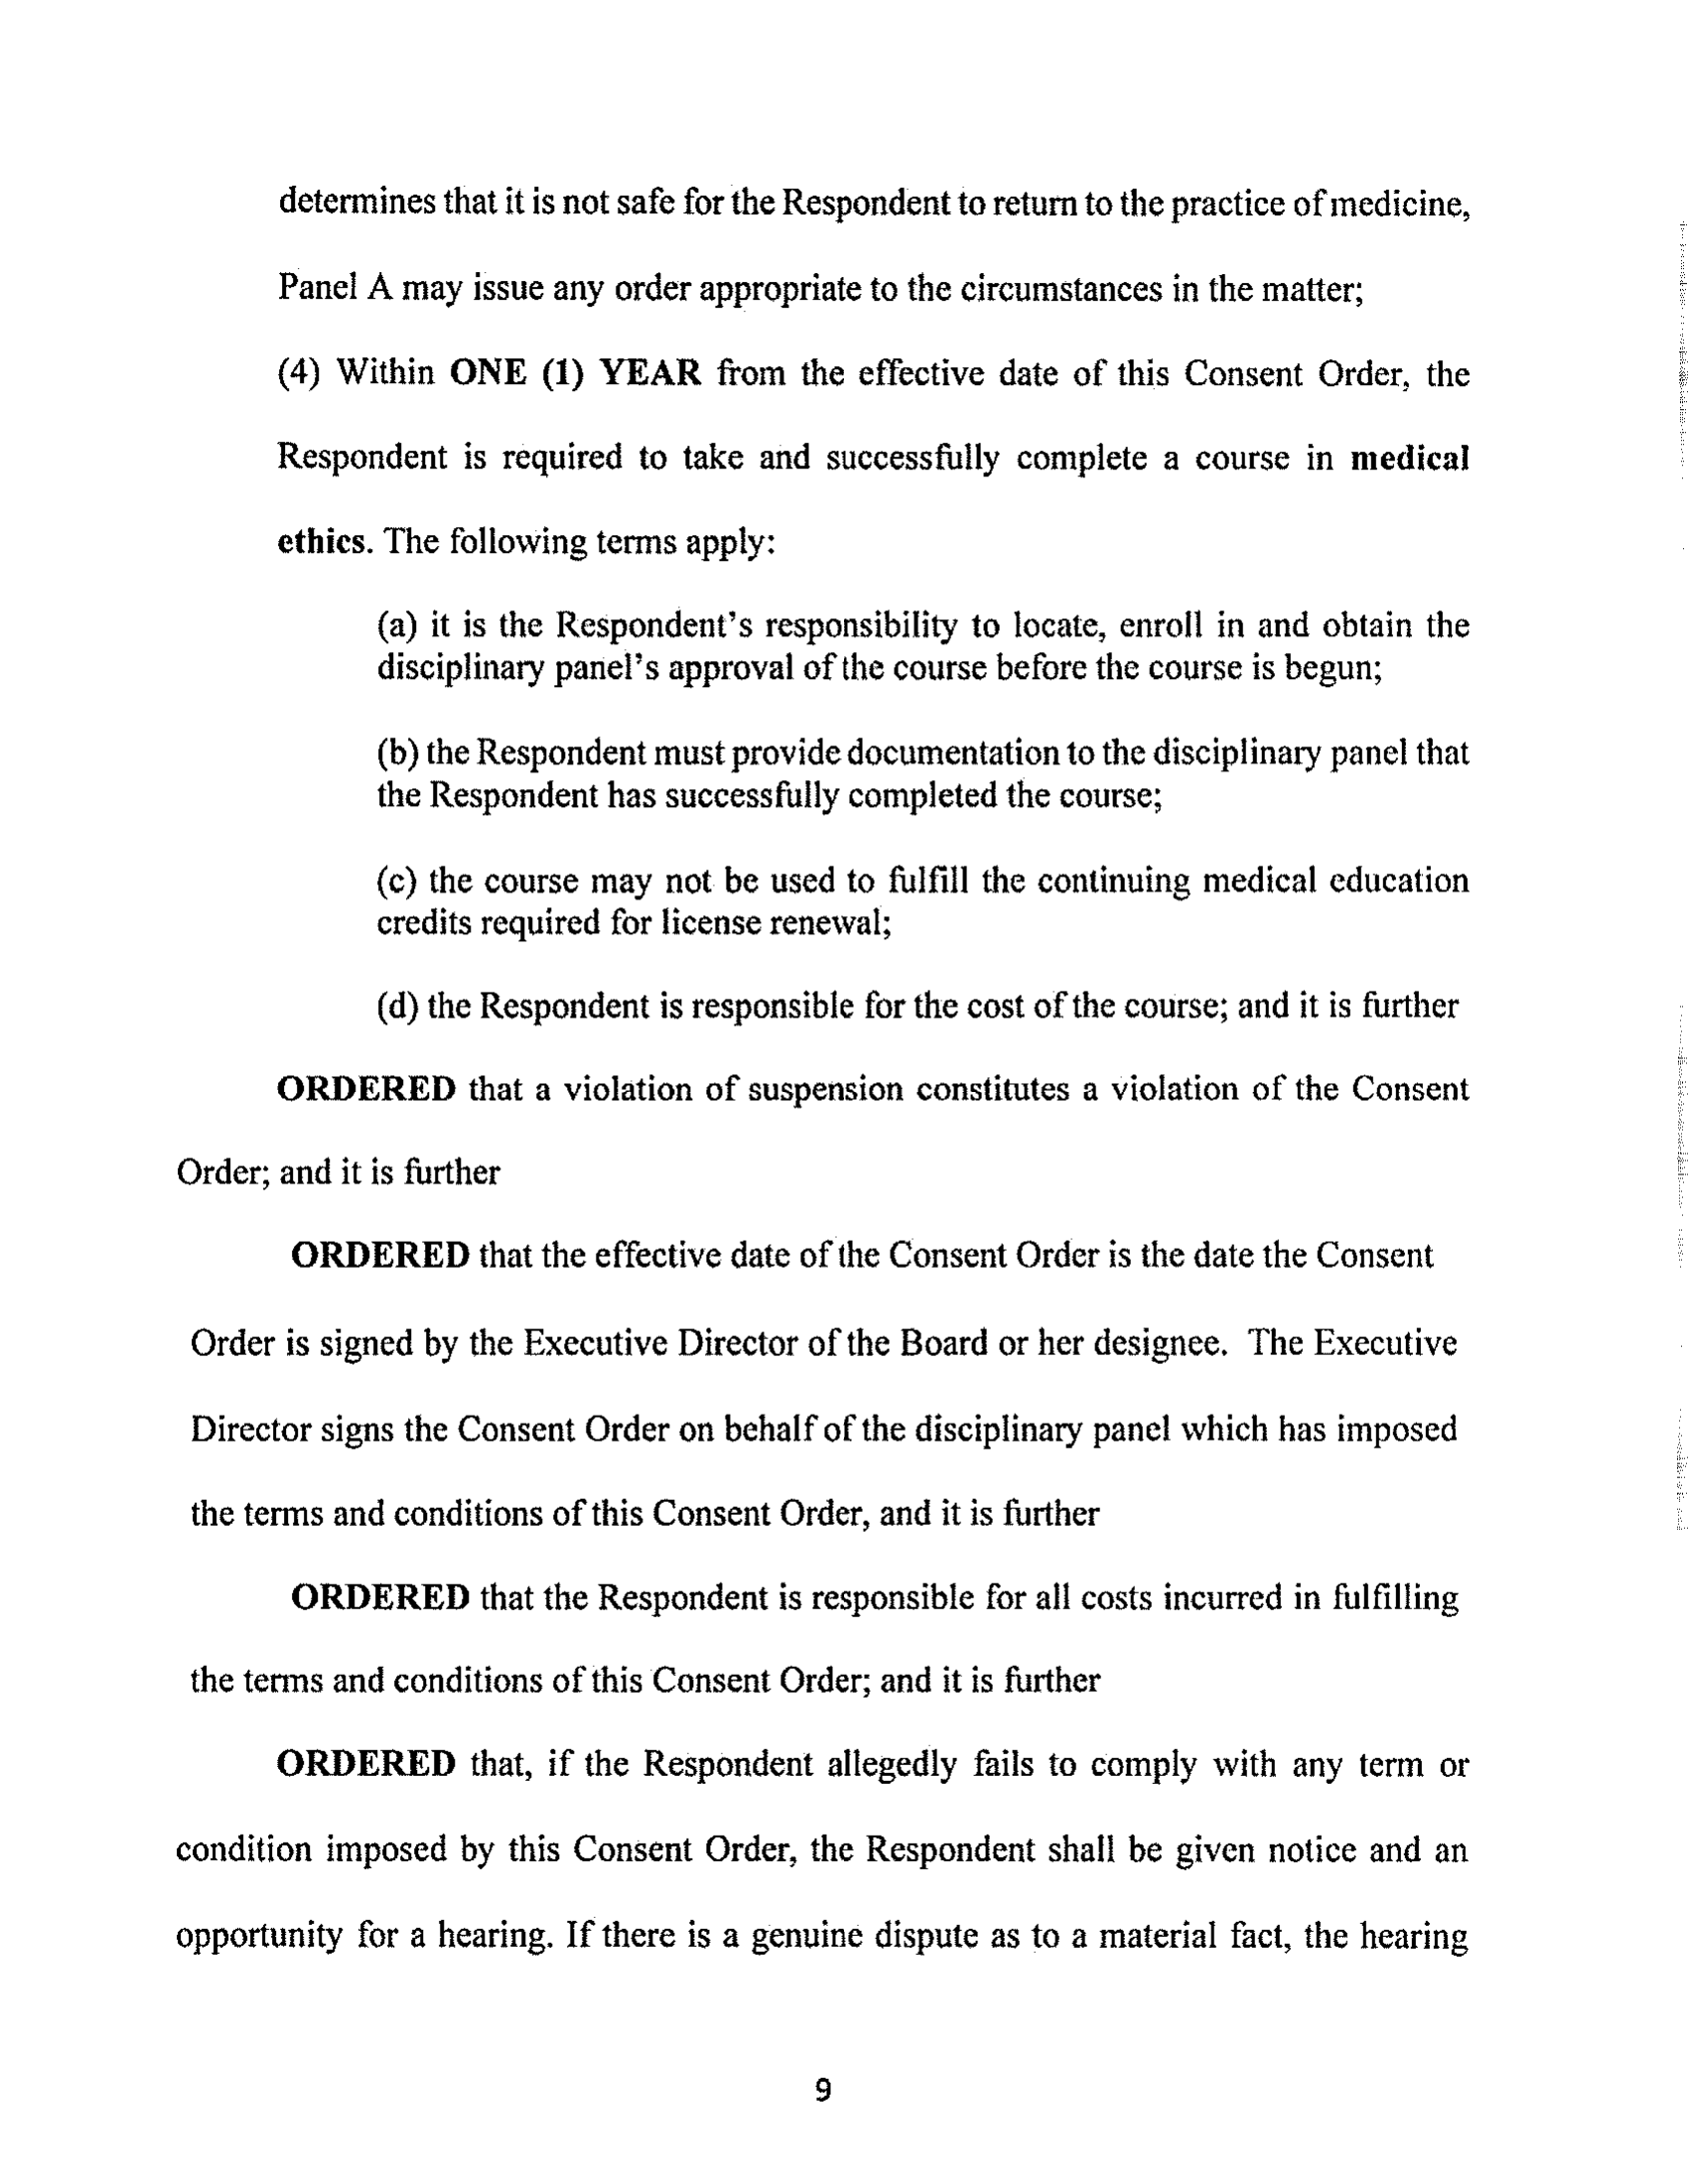 determines that it is not safe for the Respondent to return to the practice of medicine,
Panel A may issue any order appropriate to the circumstances in the matter;
(4) Within ONE (1) YEAR from the effective date of this Consent Order, the
Respondent is required to take and successfully complete a course in medical
ethics. The following terms apply:
(a) it is the Respondent's responsibility to locate, enroll in and obtain the
disciplinary panel's approval of the course before the course is begun;
(b) the Respondent must provide documentation to the disciplinary panel that
the Respondent has successfully completed the course;
(c) the course may not be used to fulfill the continuing medical education
credits required for license renewal;
(d) the Respondent is responsible for the cost of the course; and it is further
ORDERED that a violation of suspension constitutes a violation of the Consent
Order; and it is further
ORDERED that the effective date of the Consent Order is the date the Consent
Order is signed by the Executive Director of the Board or her designee. The Executive
Director signs the Consent Order on behalf of the disciplinary panel which has imposed
the terms and conditions of this Consent Order, and it is further
ORDERED that the Respondent is responsible for all costs incurred in fulfilling
the terms and conditions of this Consent Order; and it is further
ORDERED that, if the Respondent allegedly fails to comply with any term or
condition imposed by this Consent Order, the Respondent shall be given notice and an
opportunity for a hearing. If there is a genuine dispute as to a material fact, the hearing
9